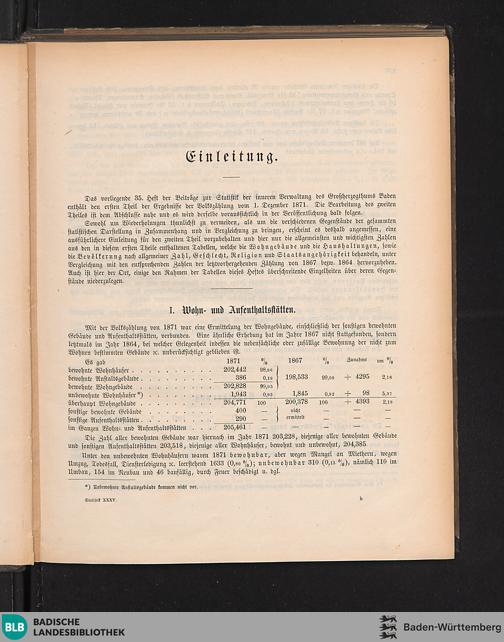 Einleitung.
Das vorliegende 35. Heft der Beiträge zur Statistik der inneren Verwaltung des Großherzogthums Baden
enthält den ersten Theil der Ergebnisse der Volkszählung vom 1. Dezember 1871. Die Bearbeitung des zweiten
Theiles ist dem Abschlusse nahe und es wird derselbe voraussichtlich in der Veröffentlichung bald folgen.
Sowohl um Wiederholungen thunlichst zu vermeiden, als um die verschiedenen Gegenstände der gesammten
statistischen Darstellung in Zusammenhang und in Vergleichung zu bringen, erscheint es deshalb angemessen, eine
ausführlichere Einleitung für den zweiten Theil vorzubehalten und hier nur die allgemeinsten und wichtigsten Zahlen
aus den in diesem ersten Theile enthaltenen Tabellen, welche die Wohngebäude und die Haushaltungen, sowie
die Bevölkerung nach allgemeiner Zahl, Geschlecht, Religion und Staatsangehörigkeit behandeln, unter
Vergleichung mit den entsprechenden Zahlen der letztvorhergehenden Zählung von 1867 bezw. 1864 hervorzuheben.
Auch ist hier der Ort, einige den Rahmen der Tabellen dieses Heftes überschreitende Einzelheiten über deren Gegen-
stände niederzulegen.
I. Wohn- und Aufenthaltsstätten.
Mit der Volkszählung von 1871 war eine Ermittelung der Wohngebäude, einschließlich der sonstigen bewohnten
Gebäude und Aufenthaltsstätten, verbunden. Eine ähnliche Erhebung hat im Jahre 1867 nicht stattgefunden, sondern
letztmals im Jahr 1864, bei welcher Gelegenheit indessen die nebensächliche oder zufällige Bewohnung der nicht zum
Wohnen bestimmten Gebäude x. unberücksichtigt geblieben ist.
Es gab 1871 % 1867 % Zunahme um %
bewohnte Wohnhäuser 202,442 98,86
bewohnte Anstaltsgebäude 386 0,19 198,533 99,08 + 4295 2,16
bewohnte Wohngebäude 202,828 99,05
unbewohnte Wohnhäuser *) 1,943 0,95 1,845 0,92 + 98 5,31
überhaupt Wohngebäude 204,771 100 200,378 100 + 4393 2,19
sonstige bewohnte Gebäude 400 — nicht — —
sonstige Aufenthaltsstätten 290 — ermittelt — —
im Ganzen Wohn- und Aufenthaltsstätten 205,461 — — — — —
Die Zahl aller bewohnten Gebäude war hiernach im Jahr 1871 203,228, diejenige aller bewohnten Gebäude
und sonstigen Aufenthaltsstätten 203,518, diejenige aller Wohnhäuser, bewohnt und unbewohnt, 204,385.
Unter den unbewohnten Wohnhäusern waren 1871 bewohnbar, aber wegen Mangel an Miethern, wegen
Umzug, Todesfall, Diensterledigung x. leerstehend 1633 (0,80 %); unbewohnbar 310 (0,15 %), nämlich 110 im
Umbau, 154 im Neubau und 46 baufällig, durch Feuer beschädigt u. dgl.
*) Unbewohnte Anstaltsgebäude kommen nicht vor.
Statistik XXXV. b
BLB BADISCHE
LANDESBIBLIOTHEK
Baden-Württemberg